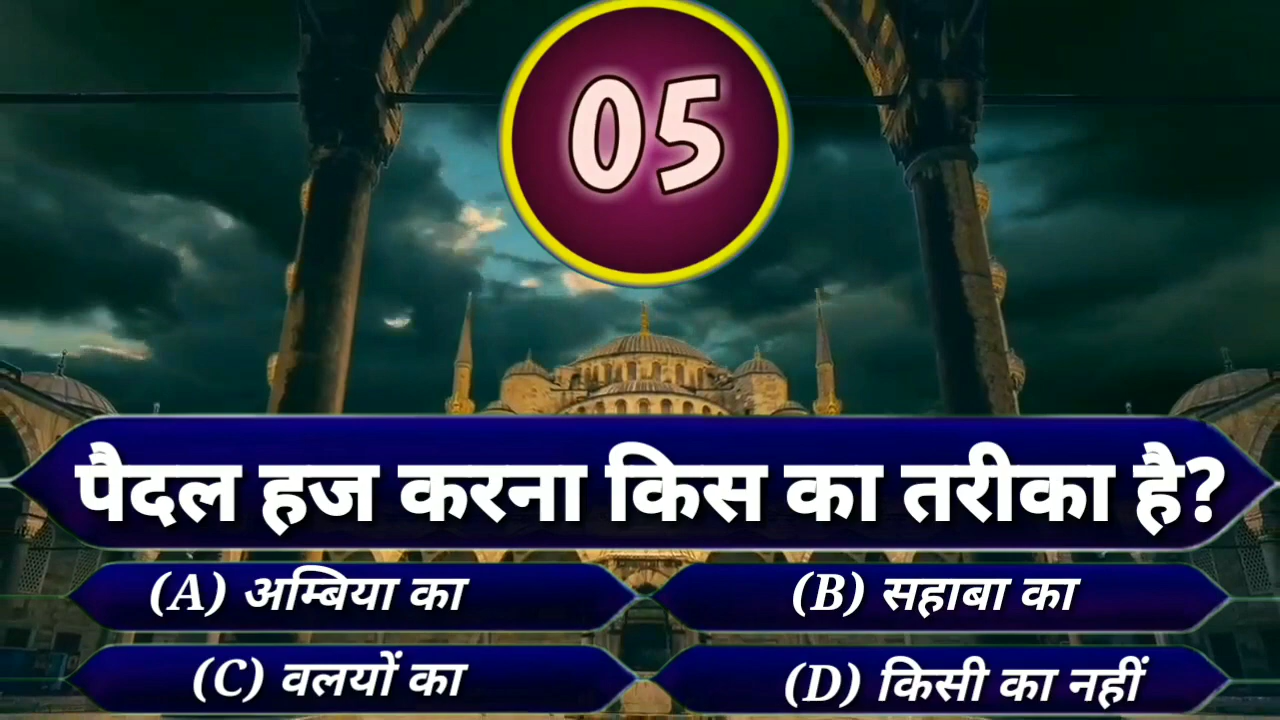 05
पैदल हज करना किस का तरीका है?
(A) अम्बिया का
(B) सहाबा का
(C) वलयों का
(D) किसी का नहीं